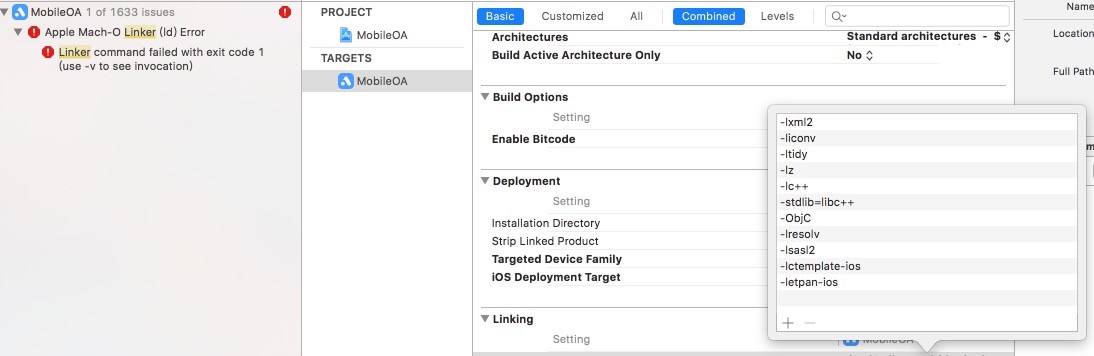 MobileOA 1 of 1633 issues
Apple Mach-O Linker (ld) Error
Linker command failed with exit code 1
(use -v to see invocation)
PROJECT
MobileOA
TARGETS
MobileOA
Basic Customized All Combined Levels
Architectures Standard architectures - $
Build Active Architecture Only No
Build Options
Setting
Enable Bitcode
Deployment
Setting
Installation Directory
Strip Linked Product
Targeted Device Family
iOS Deployment Target
Linking
Setting MobileOA
-lxml2
-liconv
-ltidy
-lz
-lc++
-stdlib=libc++
-ObjC
-lresolv
-lsasl2
-lctemplate-ios
-letpan-ios
Name
Location
Full Path